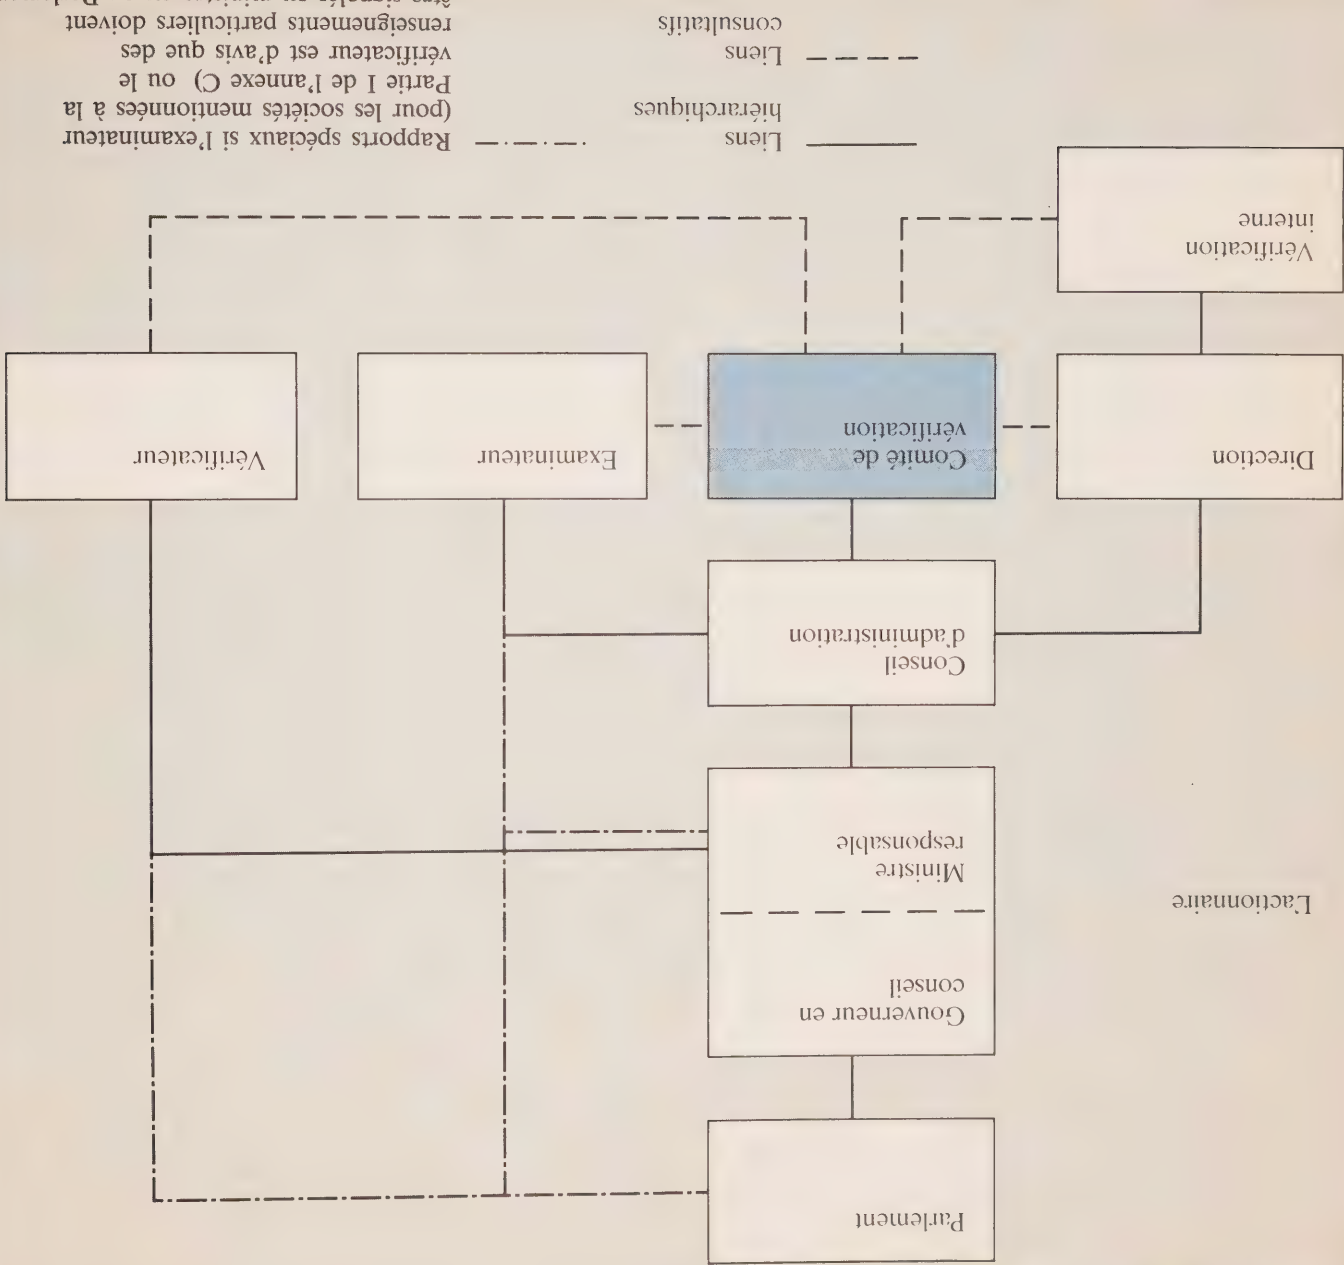 Parlement
Gouverneur en
conseil
Ministre
responsable
L'actionnaire
Conseil
d'administration
Direction
Comité de
vérification
Examinateur
Vérificateur
Vérification
interne
Liens
hiérarchiques
Liens
consultatifs
Rapports spéciaux si l'examinateur
(pour les sociétés mentionnées à la
Partie I de l'annexe C) ou le
vérificateur est d'avis que des
renseignements particuliers doivent
être signalés au ministre ou